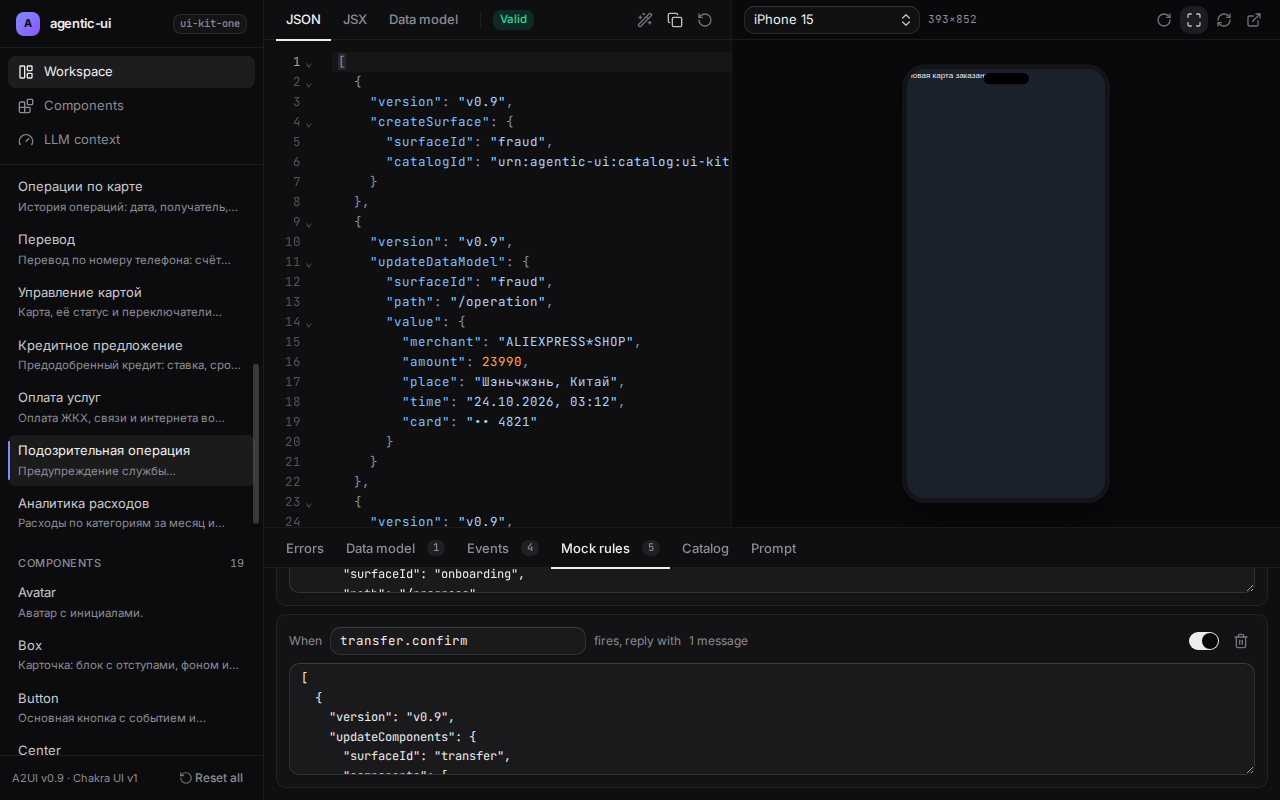 A
agentic-ui
ui-kit-one
Workspace
Components
LLM context
Операции по карте
История операций: дата, получатель,...
Перевод
Перевод по номеру телефона: счёт...
Управление картой
Карта, её статус и переключатели...
Кредитное предложение
Предодобренный кредит: ставка, сро...
Оплата услуг
Оплата ЖКХ, связи и интернета во...
Подозрительная операция
Предупреждение службы...
Аналитика расходов
Расходы по категориям за месяц и...
COMPONENTS 19
Avatar
Аватар с инициалами.
Box
Карточка: блок с отступами, фоном и...
Button
Основная кнопка с событием и...
Center
A2UI v0.9 · Chakra UI v1
Reset all
JSON JSX Data model Valid
1 [
2 {
3 "version": "v0.9",
4 "createSurface": {
5 "surfaceId": "fraud",
6 "catalogId": "urn:agentic-ui:catalog:ui-kit
7 }
8 },
9 {
10 "version": "v0.9",
11 "updateDataModel": {
12 "surfaceId": "fraud",
13 "path": "/operation",
14 "value": {
15 "merchant": "ALIEXPRESS*SHOP",
16 "amount": 23990,
17 "place": "Шэньчжэнь, Китай",
18 "time": "24.10.2026, 03:12",
19 "card": "•• 4821"
20 }
21 }
22 },
23 {
24 "version": "v0.9",
iPhone 15 393×852
овая карта заказан
Errors Data model 1 Events 4 Mock rules 5 Catalog Prompt
"surfaceId": "onboarding",
"path": "/progress"
When transfer.confirm fires, reply with 1 message
[
{
"version": "v0.9",
"updateComponents": {
"surfaceId": "transfer",
"components": [